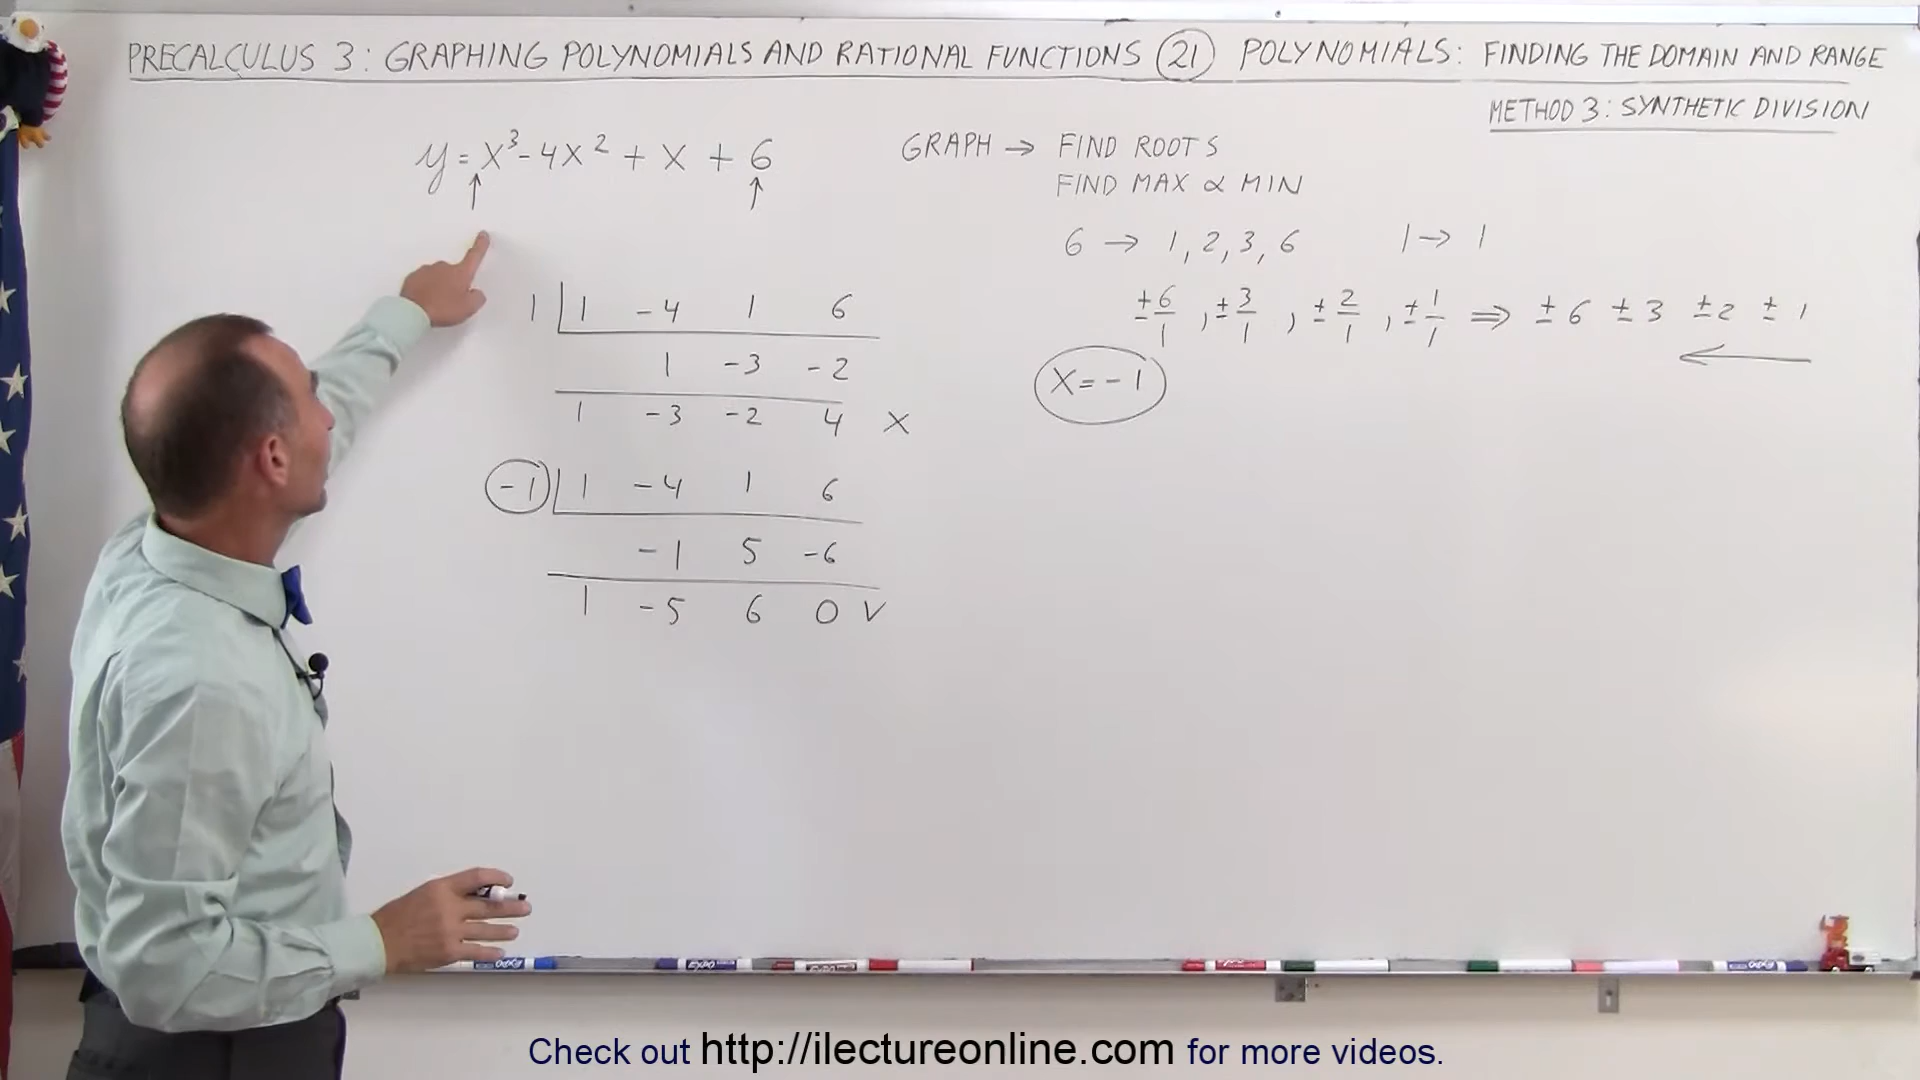 PRECALCULUS 3: GRAPHING POLYNOMIALS AND RATIONAL FUNCTIONS 21 POLYNOMIALS: FINDING THE DOMAIN AND RANGE
METHOD 3: SYNTHETIC DIVISION
y = x³ - 4x² + x + 6
GRAPH → FIND ROOTS
FIND MAX & MIN
6 → 1, 2, 3, 6 1 → 1
±6/1, ±3/1, ±2/1, ±1/1 ⇒ ±6 ±3 ±2 ±1
x = -1
1 | 1 -4 1 6
1 -3 -2
1 -3 -2 4 X
-1 | 1 -4 1 6
-1 5 -6
1 -5 6 0 V
Check out http://ilectureonline.com for more videos.